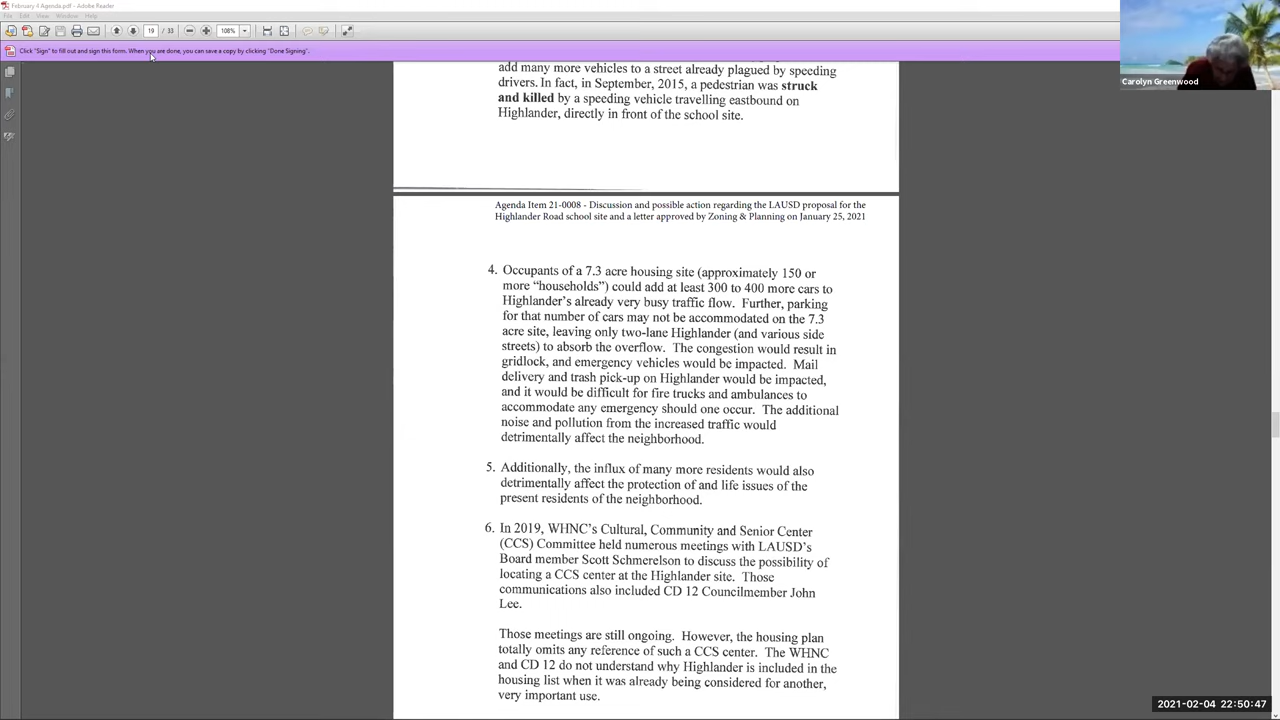 February 4 Agenda.pdf - Adobe Reader
File Edit View Window Help
19 / 33 108%
Click "Sign" to fill out and sign this form. When you are done, you can save a copy by clicking "Done Signing".
Carolyn Greenwood
add many more vehicles to a street already plagued by speeding
drivers. In fact, in September, 2015, a pedestrian was struck
and killed by a speeding vehicle travelling eastbound on
Highlander, directly in front of the school site.
Agenda Item 21-0008 - Discussion and possible action regarding the LAUSD proposal for the
Highlander Road school site and a letter approved by Zoning & Planning on January 25, 2021
4. Occupants of a 7.3 acre housing site (approximately 150 or
more “households”) could add at least 300 to 400 more cars to
Highlander’s already very busy traffic flow. Further, parking
for that number of cars may not be accommodated on the 7.3
acre site, leaving only two-lane Highlander (and various side
streets) to absorb the overflow. The congestion would result in
gridlock, and emergency vehicles would be impacted. Mail
delivery and trash pick-up on Highlander would be impacted,
and it would be difficult for fire trucks and ambulances to
accommodate any emergency should one occur. The additional
noise and pollution from the increased traffic would
detrimentally affect the neighborhood.
5. Additionally, the influx of many more residents would also
detrimentally affect the protection of and life issues of the
present residents of the neighborhood.
6. In 2019, WHNC’s Cultural, Community and Senior Center
(CCS) Committee held numerous meetings with LAUSD’s
Board member Scott Schmerelson to discuss the possibility of
locating a CCS center at the Highlander site. Those
communications also included CD 12 Councilmember John
Lee.
Those meetings are still ongoing. However, the housing plan
totally omits any reference of such a CCS center. The WHNC
and CD 12 do not understand why Highlander is included in the
housing list when it was already being considered for another,
very important use.
2021-02-04 22:50:47